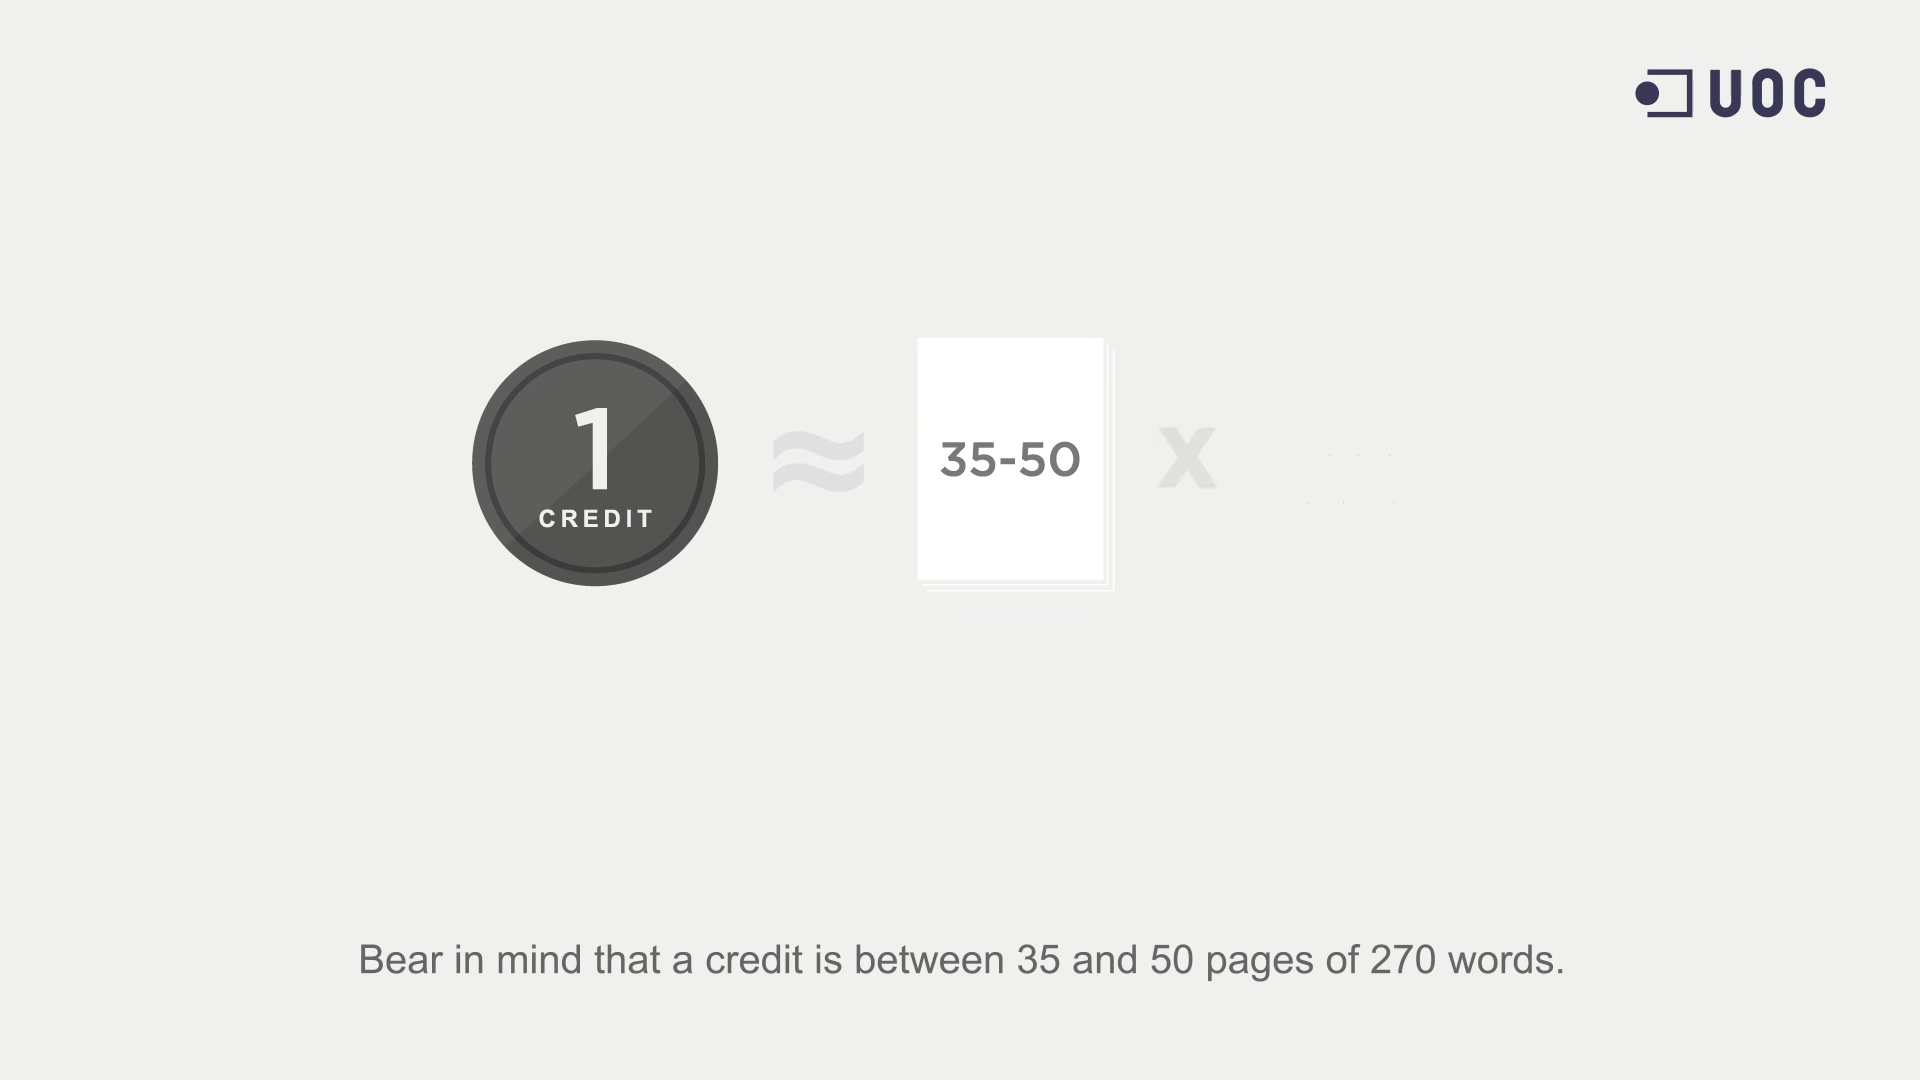 UOC
1
CREDIT
≈
35-50
x
Bear in mind that a credit is between 35 and 50 pages of 270 words.